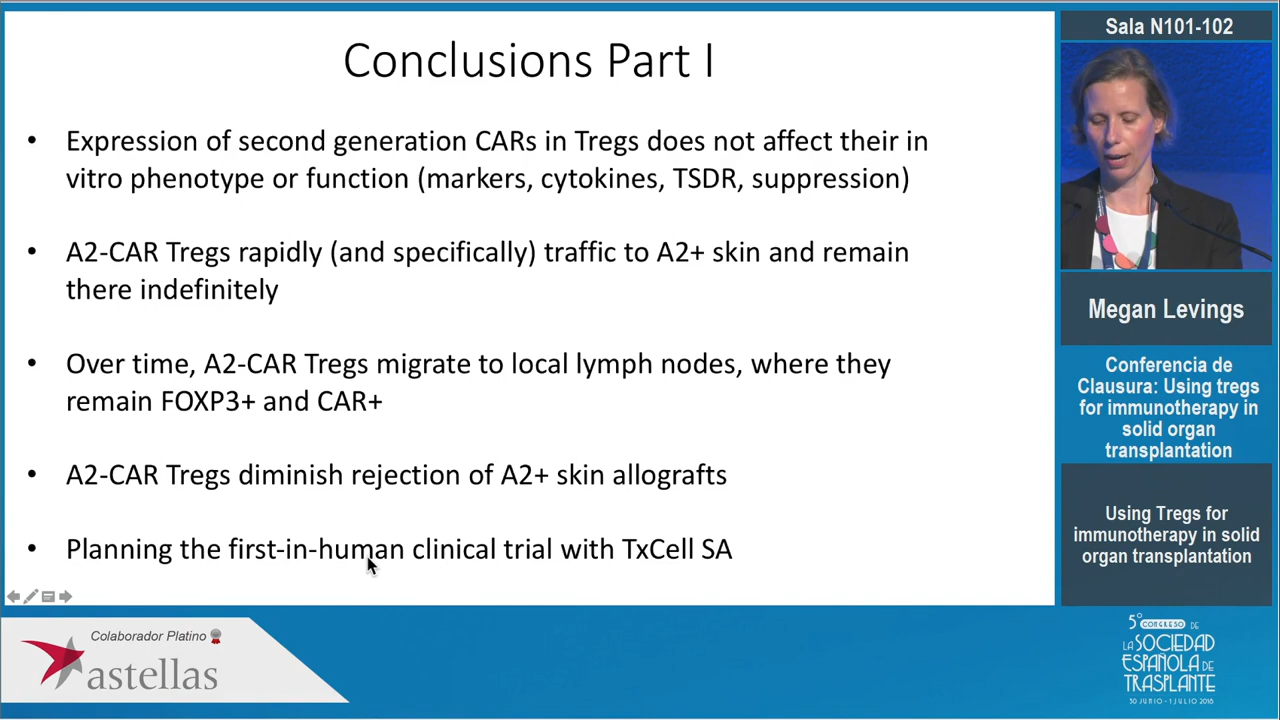 Conclusions Part I
• Expression of second generation CARs in Tregs does not affect their in
vitro phenotype or function (markers, cytokines, TSDR, suppression)
• A2-CAR Tregs rapidly (and specifically) traffic to A2+ skin and remain
there indefinitely
• Over time, A2-CAR Tregs migrate to local lymph nodes, where they
remain FOXP3+ and CAR+
• A2-CAR Tregs diminish rejection of A2+ skin allografts
• Planning the first-in-human clinical trial with TxCell SA
Sala N101-102
Megan Levings
Conferencia de
Clausura: Using tregs
for immunotherapy in
solid organ
transplantation
Using Tregs for
immunotherapy in solid
organ transplantation
Colaborador Platino
astellas
5º CONGRESO DE
LA SOCIEDAD
ESPAÑOLA DE
TRASPLANTE
30 JUNIO - 1 JULIO 2018